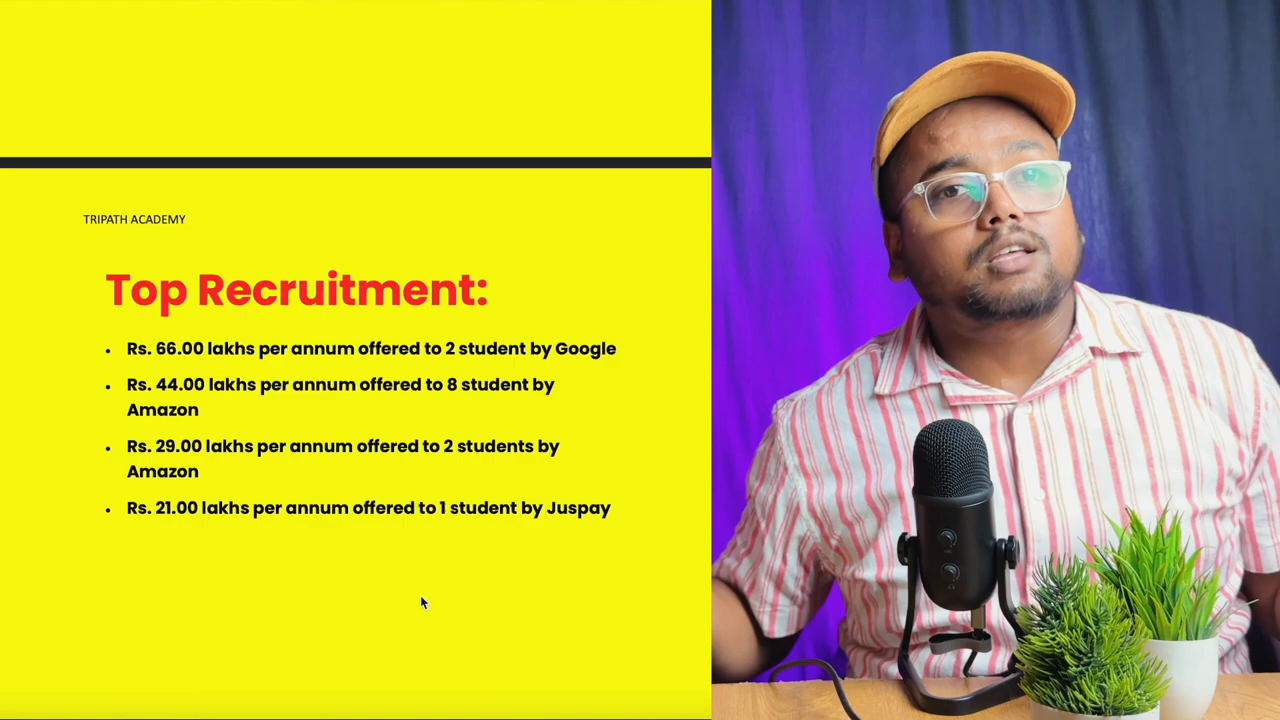 TRIPATH ACADEMY
Top Recruitment:
• Rs. 66.00 lakhs per annum offered to 2 student by Google
• Rs. 44.00 lakhs per annum offered to 8 student by
Amazon
• Rs. 29.00 lakhs per annum offered to 2 students by
Amazon
• Rs. 21.00 lakhs per annum offered to 1 student by Juspay